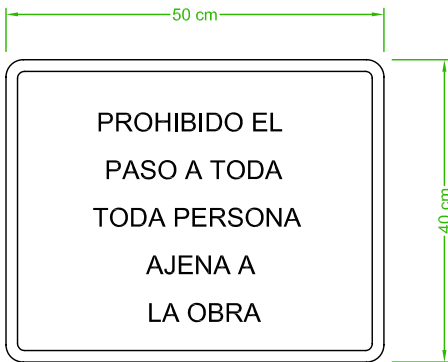 50 cm
PROHIBIDO EL
PASO A TODA
TODA PERSONA
AJENA A
LA OBRA
40 cm